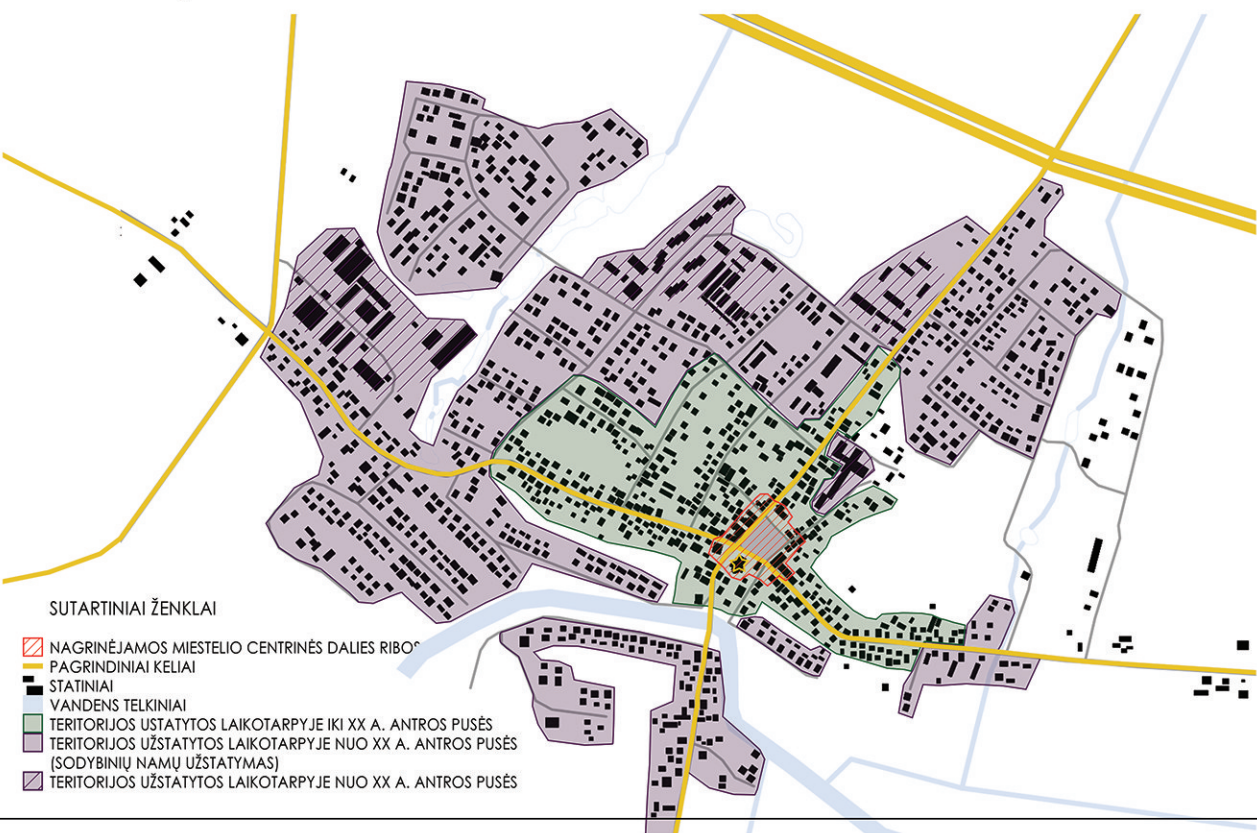 SUTARTINIAI ŽENKLAI
NAGRINĖJAMOS MIESTELIO CENTRINĖS DALIES RIBOS
PAGRINDINIAI KELIAI
STATINIAI
VANDENS TELKINIAI
TERITORIJOS USTATYTOS LAIKOTARPYJE IKI XX A. ANTROS PUSĖS
TERITORIJOS UŽSTATYTOS LAIKOTARPYJE NUO XX A. ANTROS PUSĖS
(SODYBINIŲ NAMŲ UŽSTATYMAS)
TERITORIJOS UŽSTATYTOS LAIKOTARPYJE NUO XX A. ANTROS PUSĖS